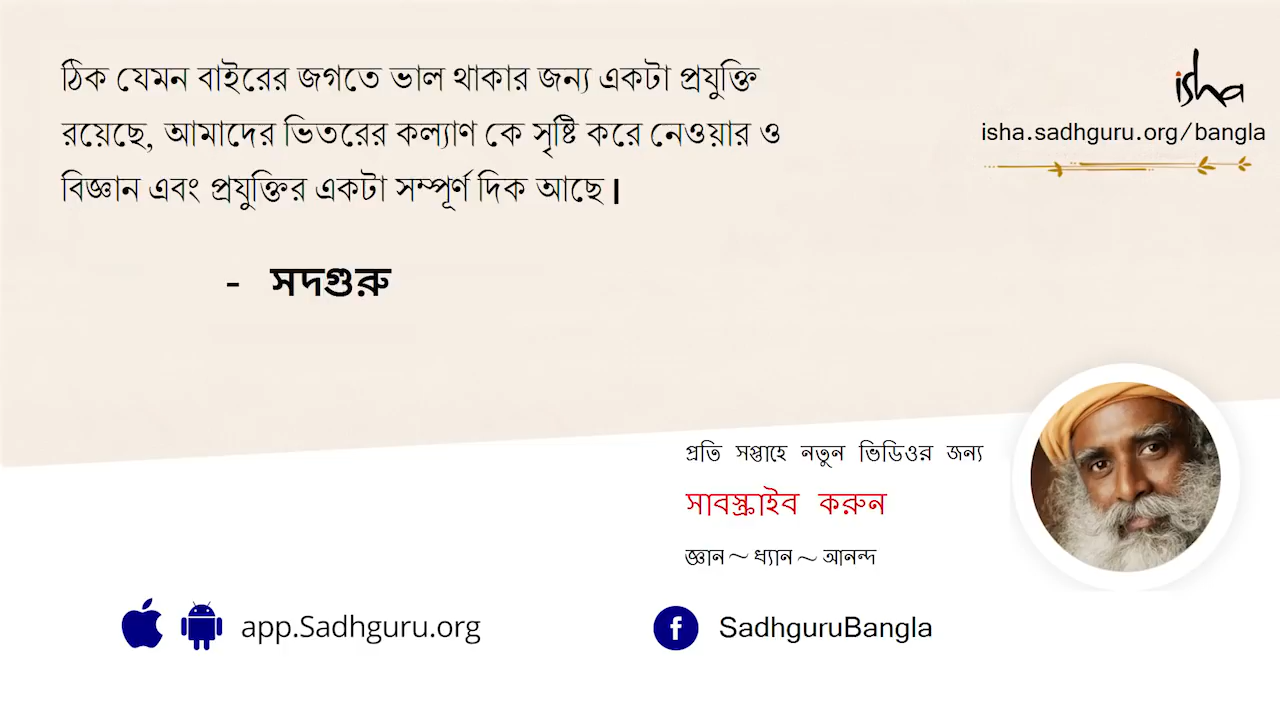 ঠিক যেমন বাইরের জগতে ভাল থাকার জন্য একটা প্রযুক্তি
রয়েছে, আমাদের ভিতরের কল্যাণ কে সৃষ্টি করে নেওয়ার ও
বিজ্ঞান এবং প্রযুক্তির একটা সম্পূর্ণ দিক আছে।
- সদগুরু
isha
isha.sadhguru.org/bangla
প্রতি সপ্তাহে নতুন ভিডিওর জন্য
সাবস্ক্রাইব করুন
জ্ঞান ~ ধ্যান ~ আনন্দ
app.Sadhguru.org
f SadhguruBangla